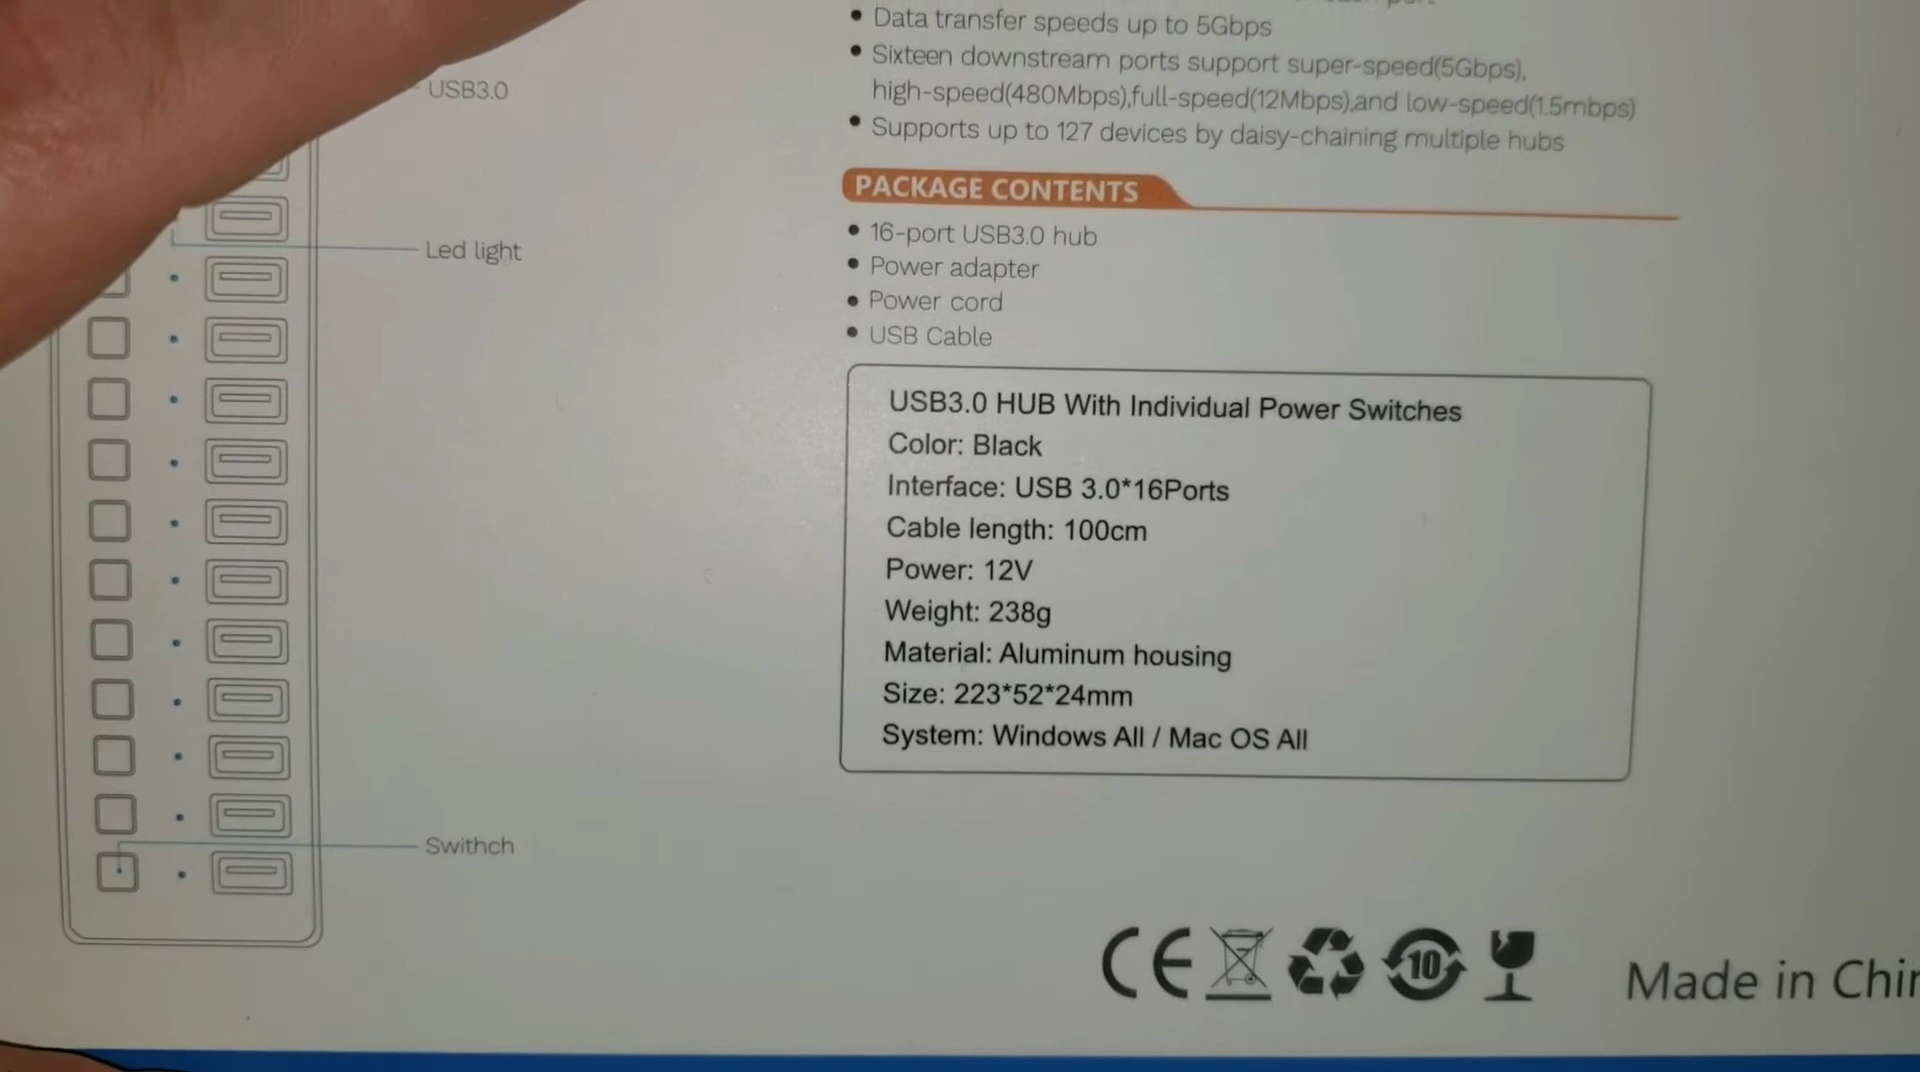 USB3.0
Led light
Swithch
Data transfer speeds up to 5Gbps
Sixteen downstream ports support super-speed(5Gbps),
high-speed(480Mbps),full-speed(12Mbps),and low-speed(1.5mbps)
Supports up to 127 devices by daisy-chaining multiple hubs
PACKAGE CONTENTS
16-port USB3.0 hub
Power adapter
Power cord
USB Cable
USB3.0 HUB With Individual Power Switches
Color: Black
Interface: USB 3.0*16Ports
Cable length: 100cm
Power: 12V
Weight: 238g
Material: Aluminum housing
Size: 223*52*24mm
System: Windows All / Mac OS All
CE
10
Made in Chin